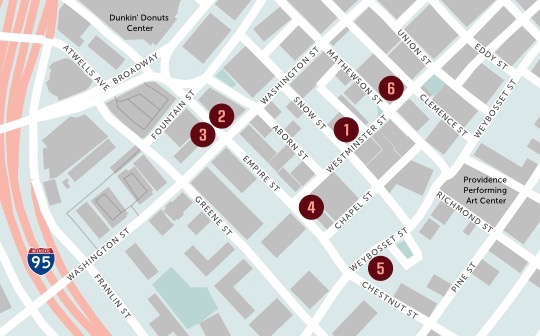 Dunkin' Donuts
Center
ATWELLS AVE
BROADWAY
FOUNTAIN ST
WASHINGTON ST
MATHEWSON ST
UNION ST
EDDY ST
SNOW ST
ABORN ST
WESTMINSTER ST
CLEMENCE ST
WEYBOSSET ST
6
2
3
1
EMPIRE ST
4
CHAPEL ST
Providence
Performing
Art Center
RICHMOND ST
GREENE ST
WASHINGTON ST
WEYBOSSET ST
5
INTERSTATE
95
FRANLIN ST
CHESTNUT ST
PINE ST